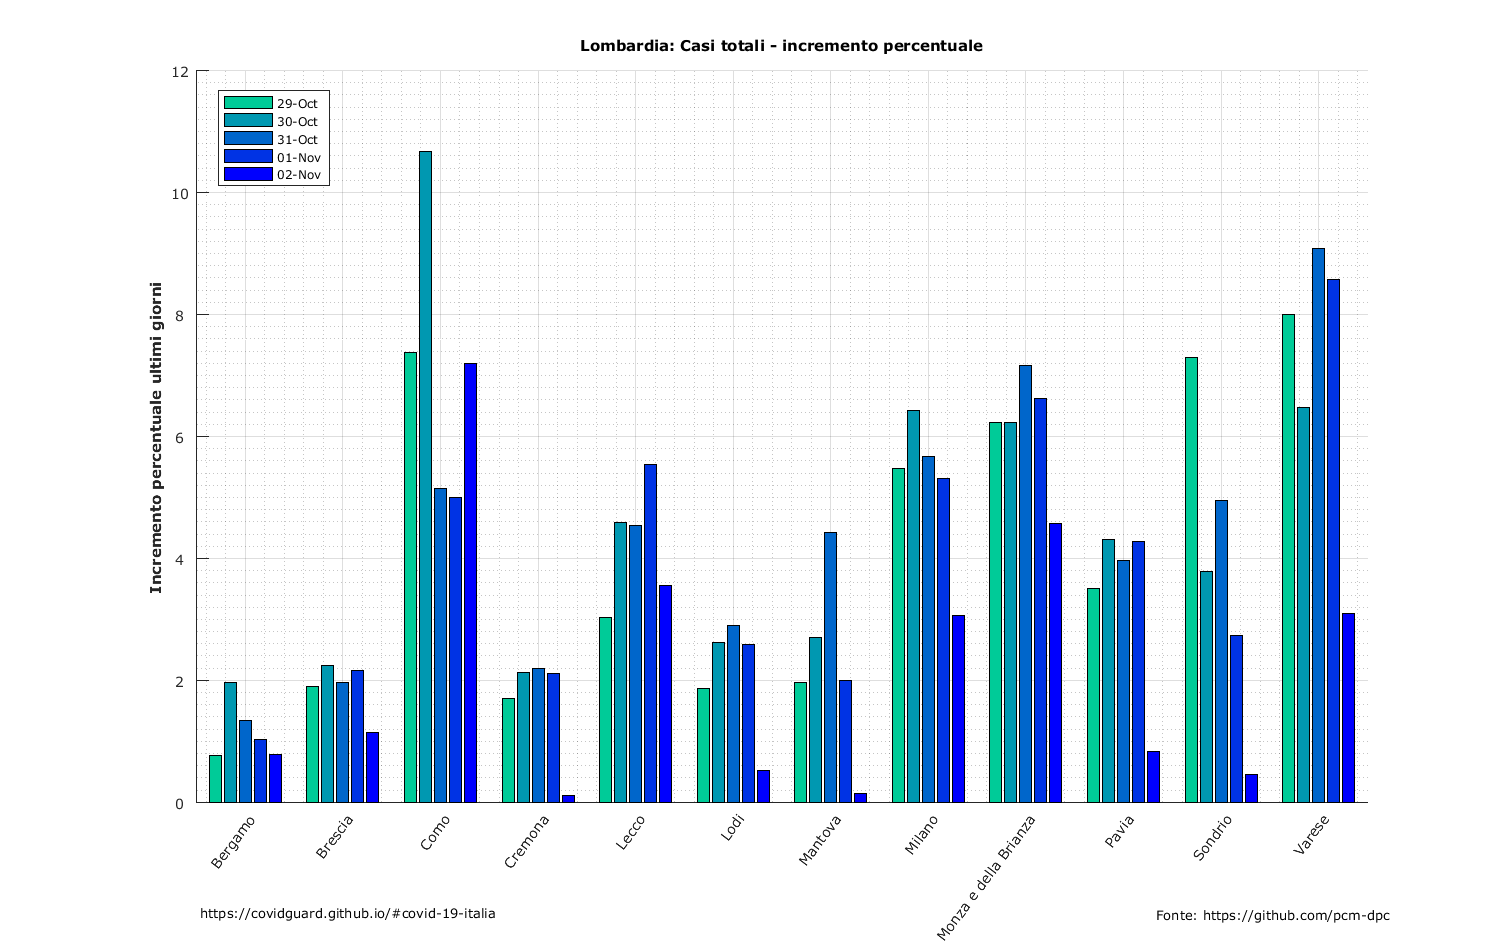 Lombardia: Casi totali - incremento percentuale
12
10
8
6
4
2
0
Incremento percentuale ultimi giorni
29-Oct
30-Oct
31-Oct
01-Nov
02-Nov
Bergamo
Brescia
Como
Cremona
Lecco
Lodi
Mantova
Milano
Monza e della Brianza
Pavia
Sondrio
Varese
https://covidguard.github.io/#covid-19-italia
Fonte: https://github.com/pcm-dpc